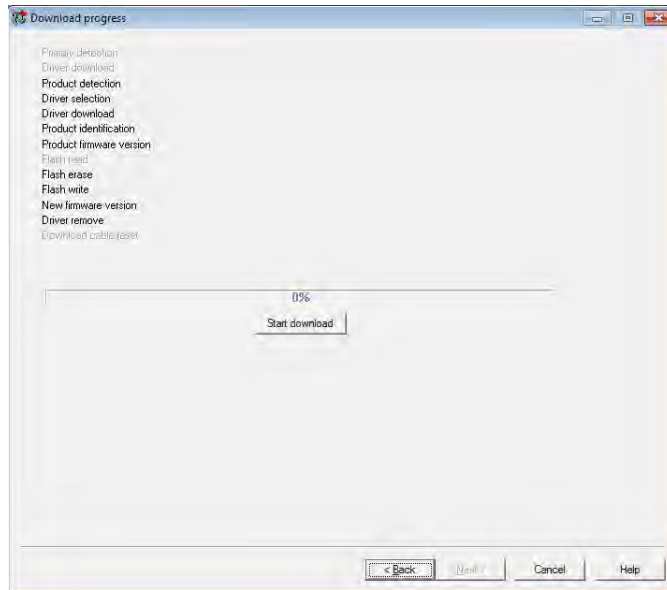 Download progress
Primary detection
Driver download
Product detection
Driver selection
Driver download
Product identification
Product firmware version
Flash read
Flash erase
Flash write
New firmware version
Driver remove
Download cable reset
0%
Start download
< Back
Next >
Cancel
Help